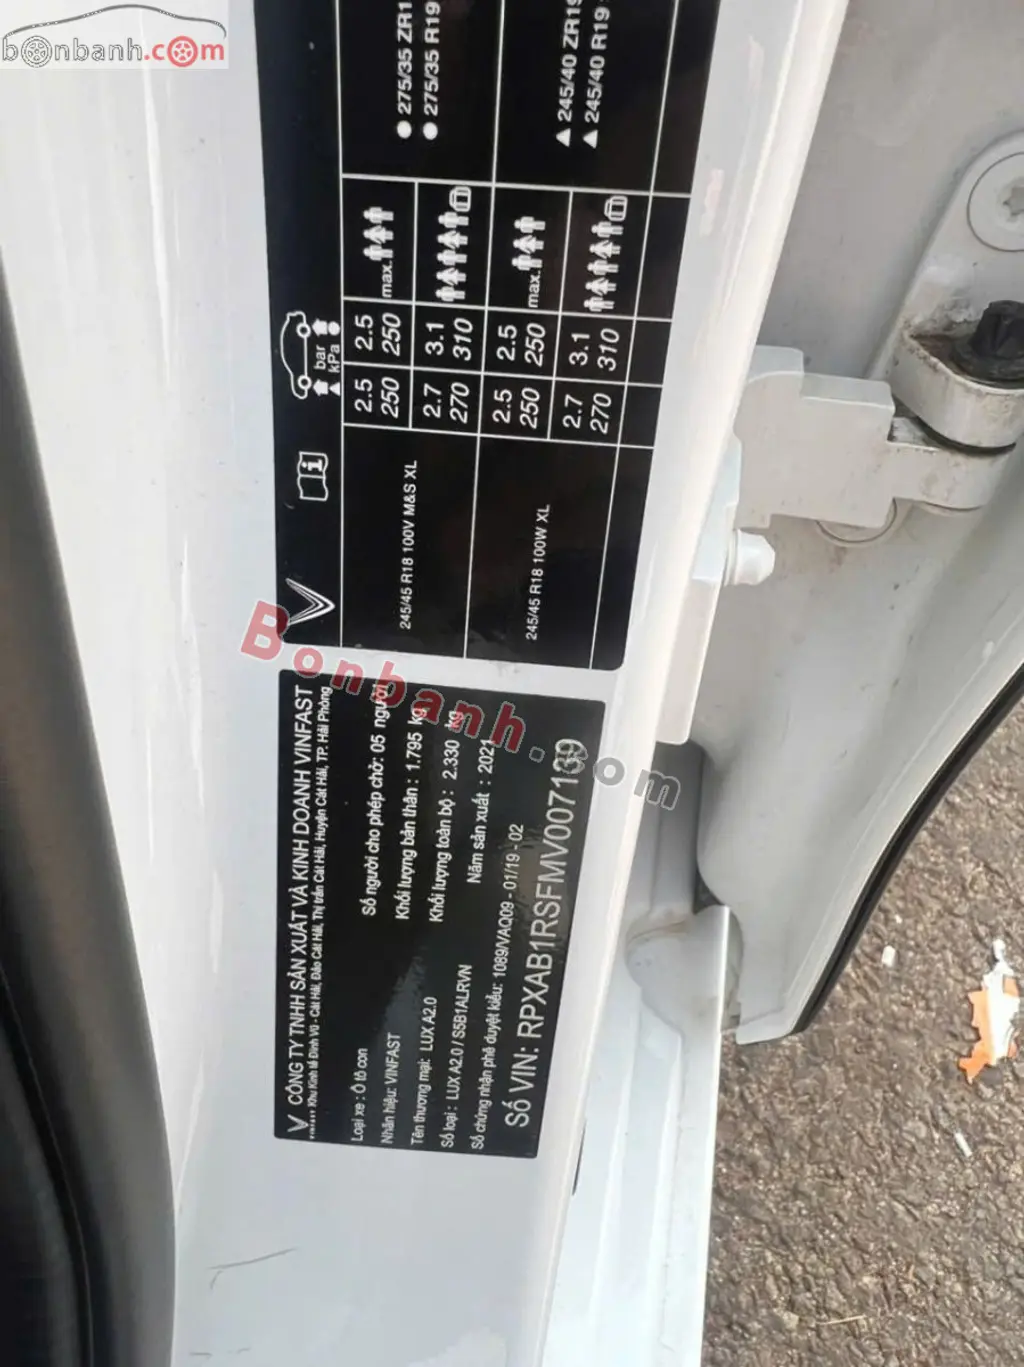 bonbanh.com
CÔNG TY TNHH SẢN XUẤT VÀ KINH DOANH VINFAST
VINFAST Khu Kinh tế Đình Vũ - Cát Hải, Đảo Cát Hải, Thị trấn Cát Hải, Huyện Cát Hải, TP. Hải Phòng
Loại xe : Ô tô con
Số người cho phép chở: 05 người
Nhãn hiệu: VINFAST
Khối lượng bản thân : 1.795 kg
Tên thương mại: LUX A2.0
Khối lượng toàn bộ : 2.330 kg
Số loại : LUX A2.0 / S5B1ALRVN
Năm sản xuất : 2021
Số chứng nhận phê duyệt kiểu: 1089/VAQ09 - 01/19 - 02
SỐ VIN: RPXAB1RSFMV007139
bar
kPa
245/45 R18 100V M&S XL
2.5 2.5 max.
250 250
2.7 3.1
270 310
275/35 ZR1
275/35 R19
245/45 R18 100W XL
2.5 2.5 max.
250 250
2.7 3.1
270 310
245/40 ZR19
245/40 R19
Bonbanh.com